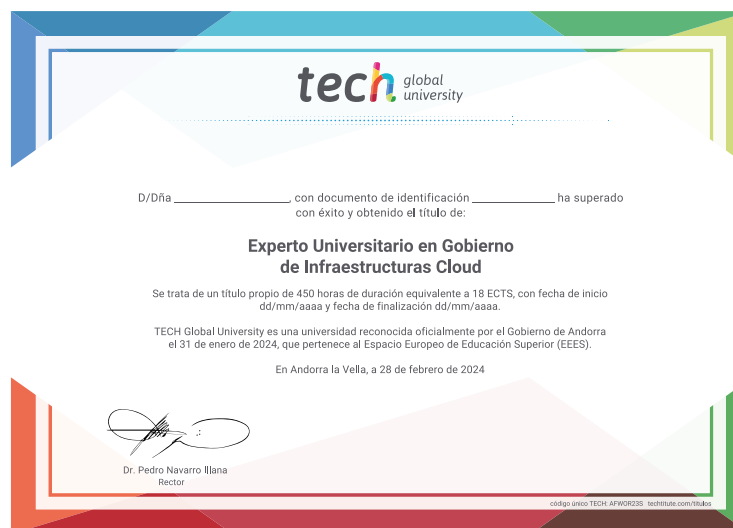 tech global university
D/Dña ____________________, con documento de identificación ______________ ha superado
con éxito y obtenido el título de:
Experto Universitario en Gobierno
de Infraestructuras Cloud
Se trata de un título propio de 450 horas de duración equivalente a 18 ECTS, con fecha de inicio
dd/mm/aaaa y fecha de finalización dd/mm/aaaa.
TECH Global University es una universidad reconocida oficialmente por el Gobierno de Andorra
el 31 de enero de 2024, que pertenece al Espacio Europeo de Educación Superior (EEES).
En Andorra la Vella, a 28 de febrero de 2024
Dr. Pedro Navarro Illana
Rector
código único TECH: AFWOR23S techtitute.com/titulos